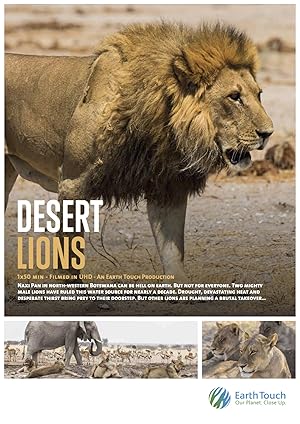 DESERT
LIONS
1x50 min - Filmed in UHD - An Earth Touch Production
Nxai Pan in north-western Botswana can be hell on earth. But not for everyone. Two mighty
male lions have ruled this water source for nearly a decade. Drought, devastating heat and
desperate thirst bring prey to their doorstep. But other lions are planning a brutal takeover...
Earth Touch
Our Planet. Close Up.